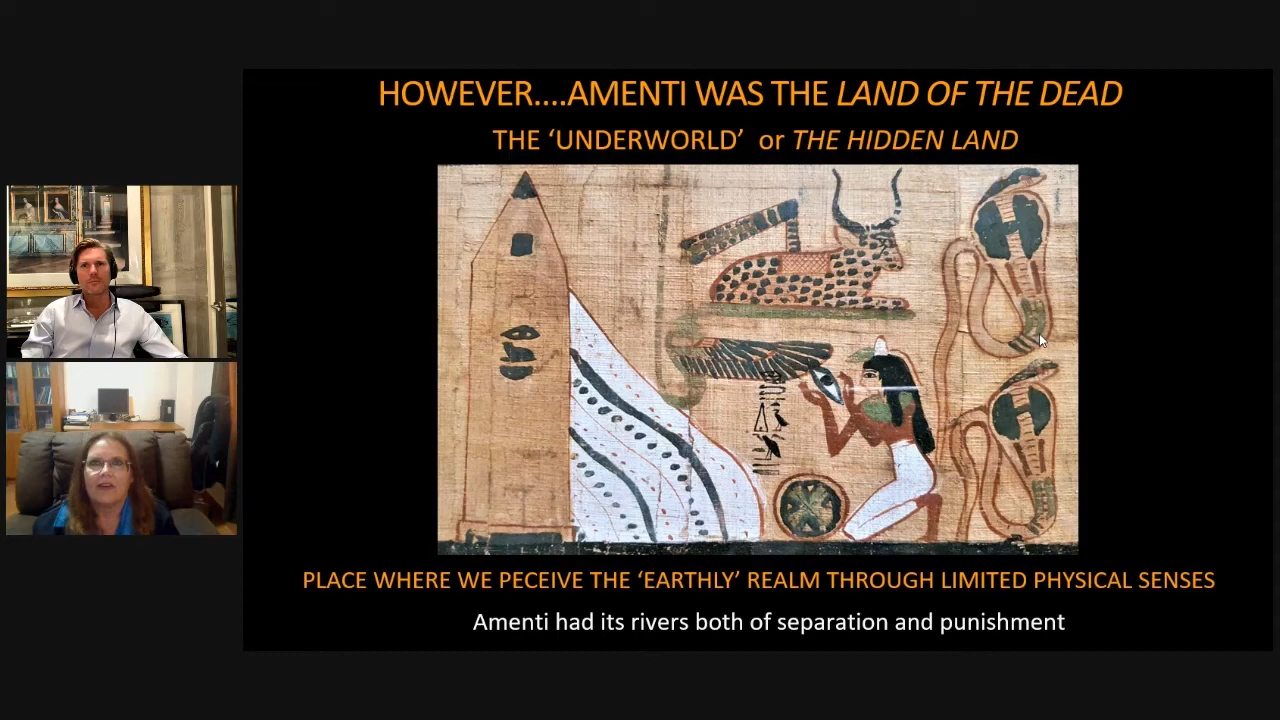 HOWEVER....AMENTI WAS THE LAND OF THE DEAD
THE ‘UNDERWORLD’ or THE HIDDEN LAND
PLACE WHERE WE PECEIVE THE ‘EARTHLY’ REALM THROUGH LIMITED PHYSICAL SENSES
Amenti had its rivers both of separation and punishment